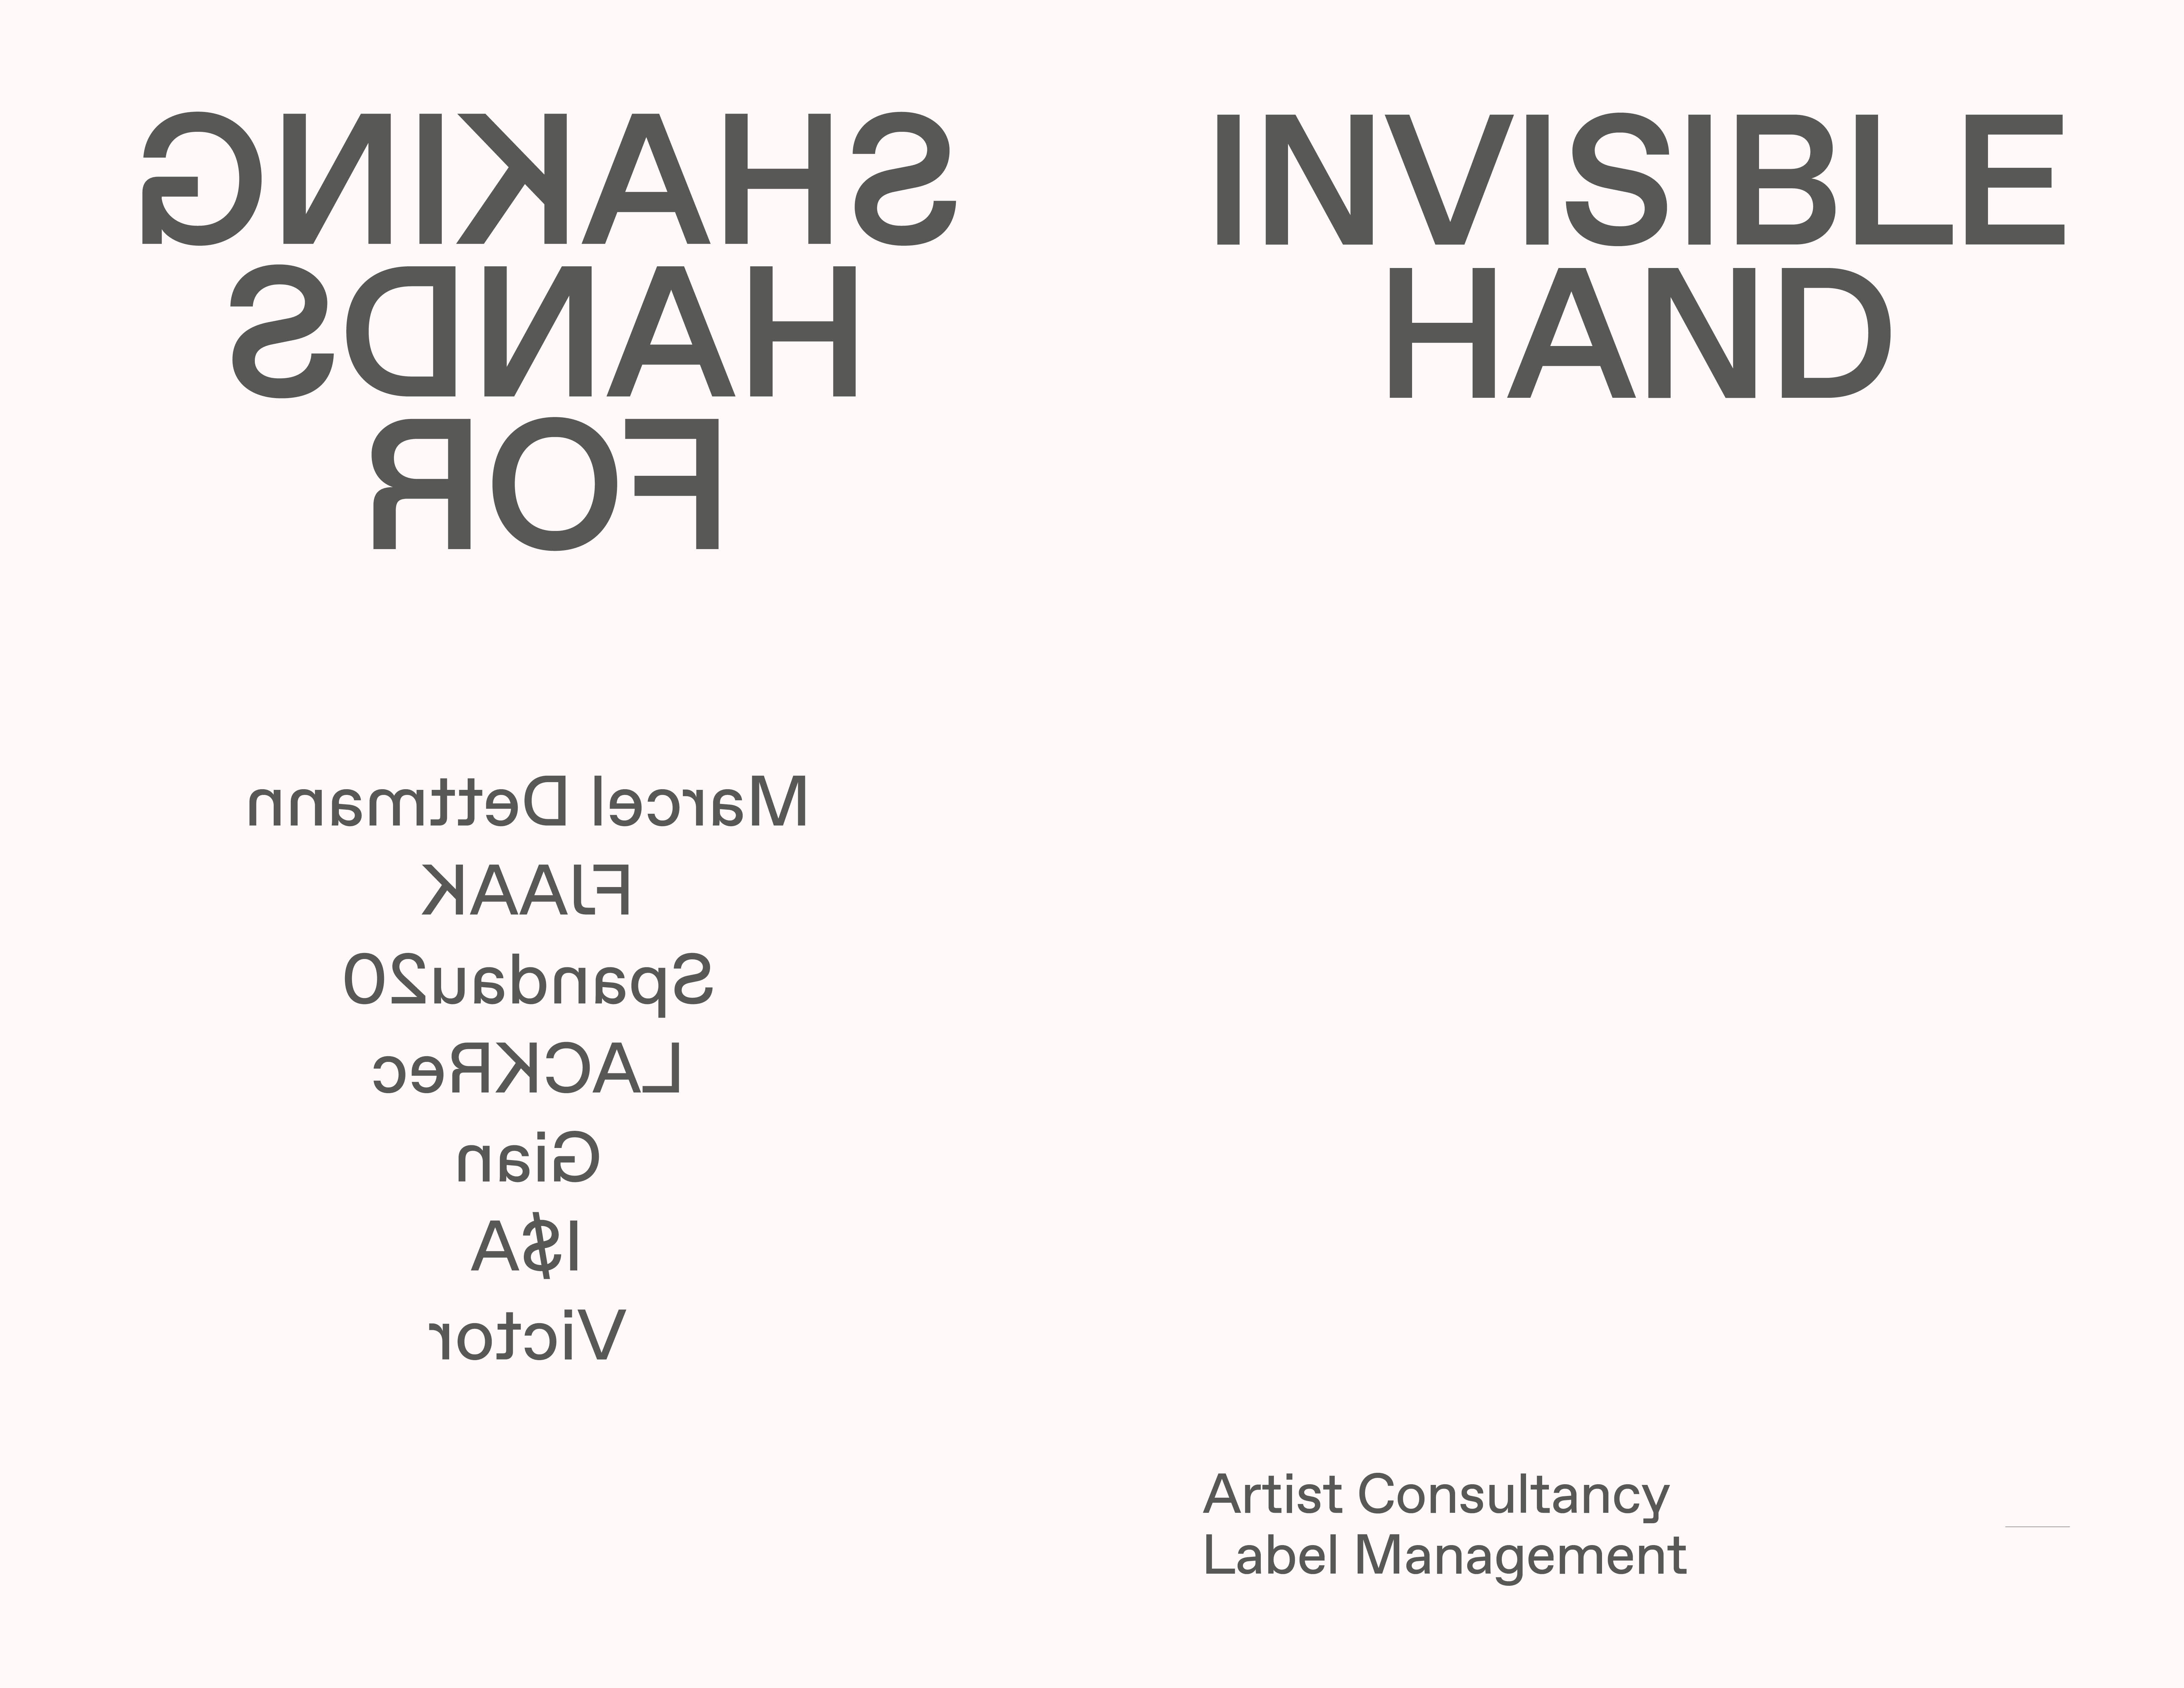 SHAKING
HANDS
FOR
Marcel Dettmann
FJAAK
Spandau20
LACKRec
Gian
I$A
Victor
INVISIBLE
HAND
Artist Consultancy
Label Management